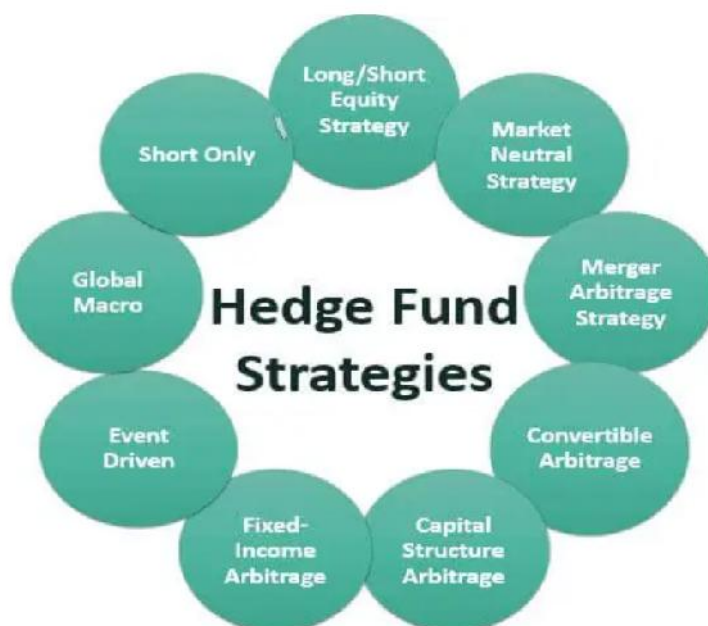 Long/Short
Equity
Strategy
Market
Neutral
Strategy
Merger
Arbitrage
Strategy
Convertible
Arbitrage
Capital
Structure
Arbitrage
Fixed-
Income
Arbitrage
Event
Driven
Global
Macro
Short Only
Hedge Fund
Strategies